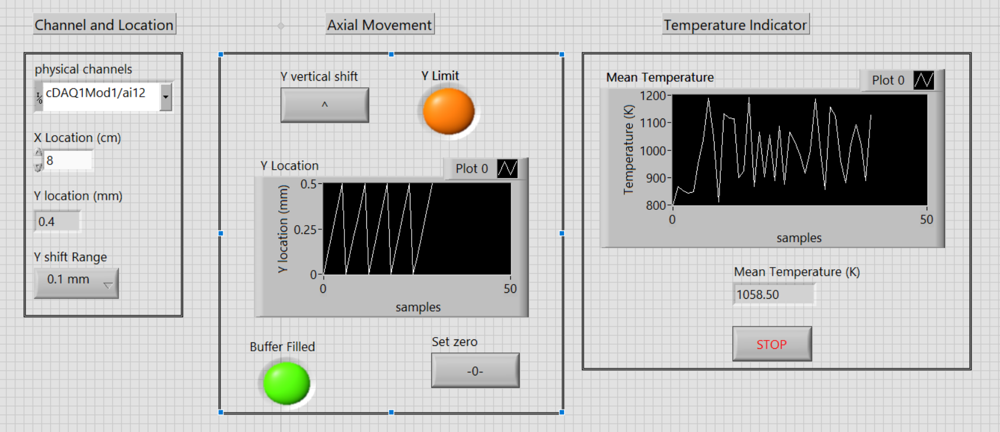 Channel and Location
Axial Movement
Temperature Indicator
physical channels
I/O
cDAQ1Mod1/ai12
X Location (cm)
8
Y location (mm)
0.4
Y shift Range
0.1 mm
Y vertical shift
^
Y Limit
Y Location
Plot 0
Y location (mm)
0.5
0.25
0
0
50
samples
Buffer Filled
Set zero
-0-
Mean Temperature
Plot 0
Temperature (K)
1200
1100
1000
900
800
0
50
samples
Mean Temperature (K)
1058.50
STOP